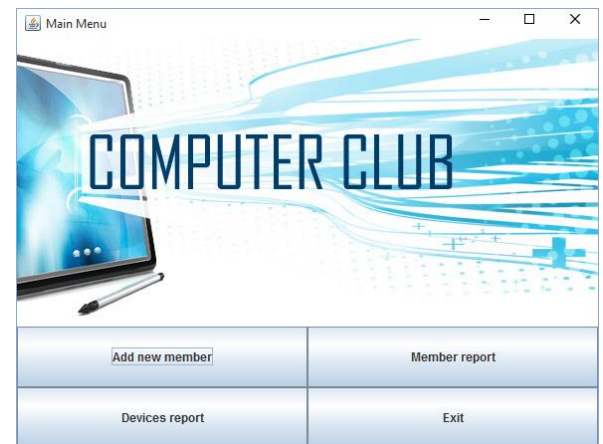 Main Menu
COMPUTER CLUB
Add new member
Member report
Devices report
Exit